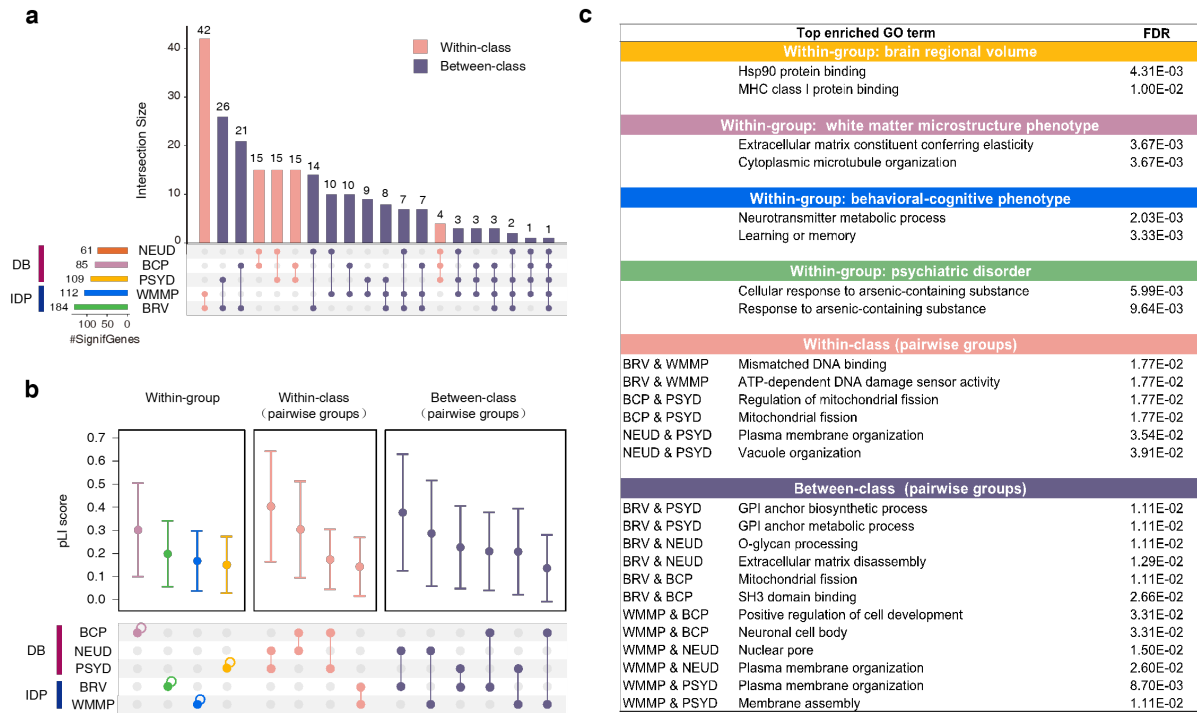 a
42
26
21
15
15
15
14
10
10
9
8
7
7
4
3
3
3
2
1
1
40
30
20
10
0
Intersection Size
Within-class
Between-class
DB
IDP
61
85
109
112
184
NEUD
BCP
PSYD
WMMP
BRV
100
50
0
#SignifGenes
b
Within-group
Within-class
（pairwise groups）
Between-class
（pairwise groups）
0.7
0.6
0.5
0.4
0.3
0.2
0.1
0.0
pLI score
DB
IDP
BCP
NEUD
PSYD
BRV
WMMP
c
Top enriched GO term FDR
Within-group: brain regional volume
Hsp90 protein binding 4.31E-03
MHC class I protein binding 1.00E-02
Within-group: white matter microstructure phenotype
Extracellular matrix constituent conferring elasticity 3.67E-03
Cytoplasmic microtubule organization 3.67E-03
Within-group: behavioral-cognitive phenotype
Neurotransmitter metabolic process 2.03E-03
Learning or memory 3.33E-03
Within-group: psychiatric disorder
Cellular response to arsenic-containing substance 5.99E-03
Response to arsenic-containing substance 9.64E-03
Within-class (pairwise groups)
BRV & WMMP Mismatched DNA binding 1.77E-02
BRV & WMMP ATP-dependent DNA damage sensor activity 1.77E-02
BCP & PSYD Regulation of mitochondrial fission 1.77E-02
BCP & PSYD Mitochondrial fission 1.77E-02
NEUD & PSYD Plasma membrane organization 3.54E-02
NEUD & PSYD Vacuole organization 3.91E-02
Between-class (pairwise groups)
BRV & PSYD GPI anchor biosynthetic process 1.11E-02
BRV & PSYD GPI anchor metabolic process 1.11E-02
BRV & NEUD O-glycan processing 1.11E-02
BRV & NEUD Extracellular matrix disassembly 1.29E-02
BRV & BCP Mitochondrial fission 1.11E-02
BRV & BCP SH3 domain binding 2.66E-02
WMMP & BCP Positive regulation of cell development 3.31E-02
WMMP & BCP Neuronal cell body 3.31E-02
WMMP & NEUD Nuclear pore 1.50E-02
WMMP & NEUD Plasma membrane organization 2.60E-02
WMMP & PSYD Plasma membrane organization 8.70E-03
WMMP & PSYD Membrane assembly 1.11E-02